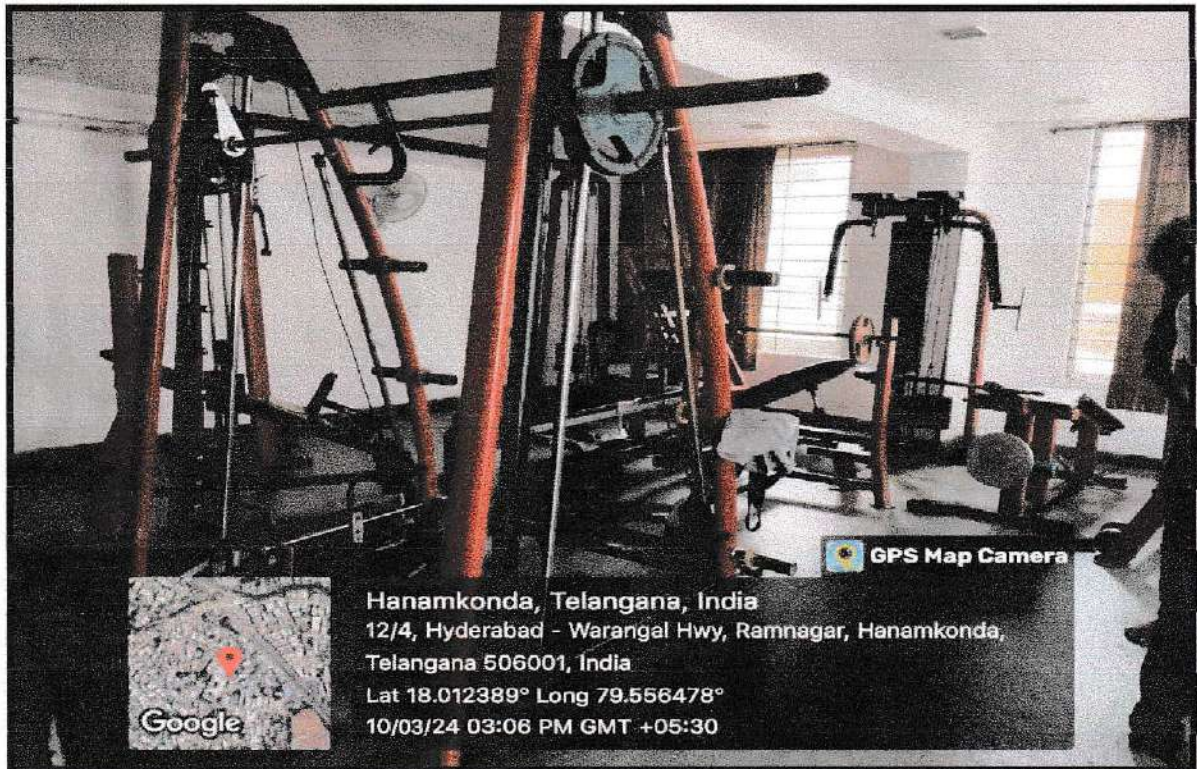 GPS Map Camera
Hanamkonda, Telangana, India
12/4, Hyderabad - Warangal Hwy, Ramnagar, Hanamkonda,
Telangana 506001, India
Lat 18.012389° Long 79.556478°
10/03/24 03:06 PM GMT +05:30
Google